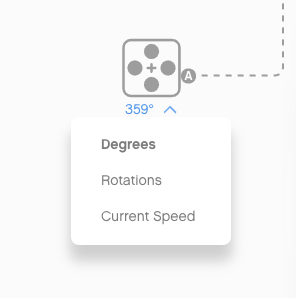 A
359°
Degrees
Rotations
Current Speed